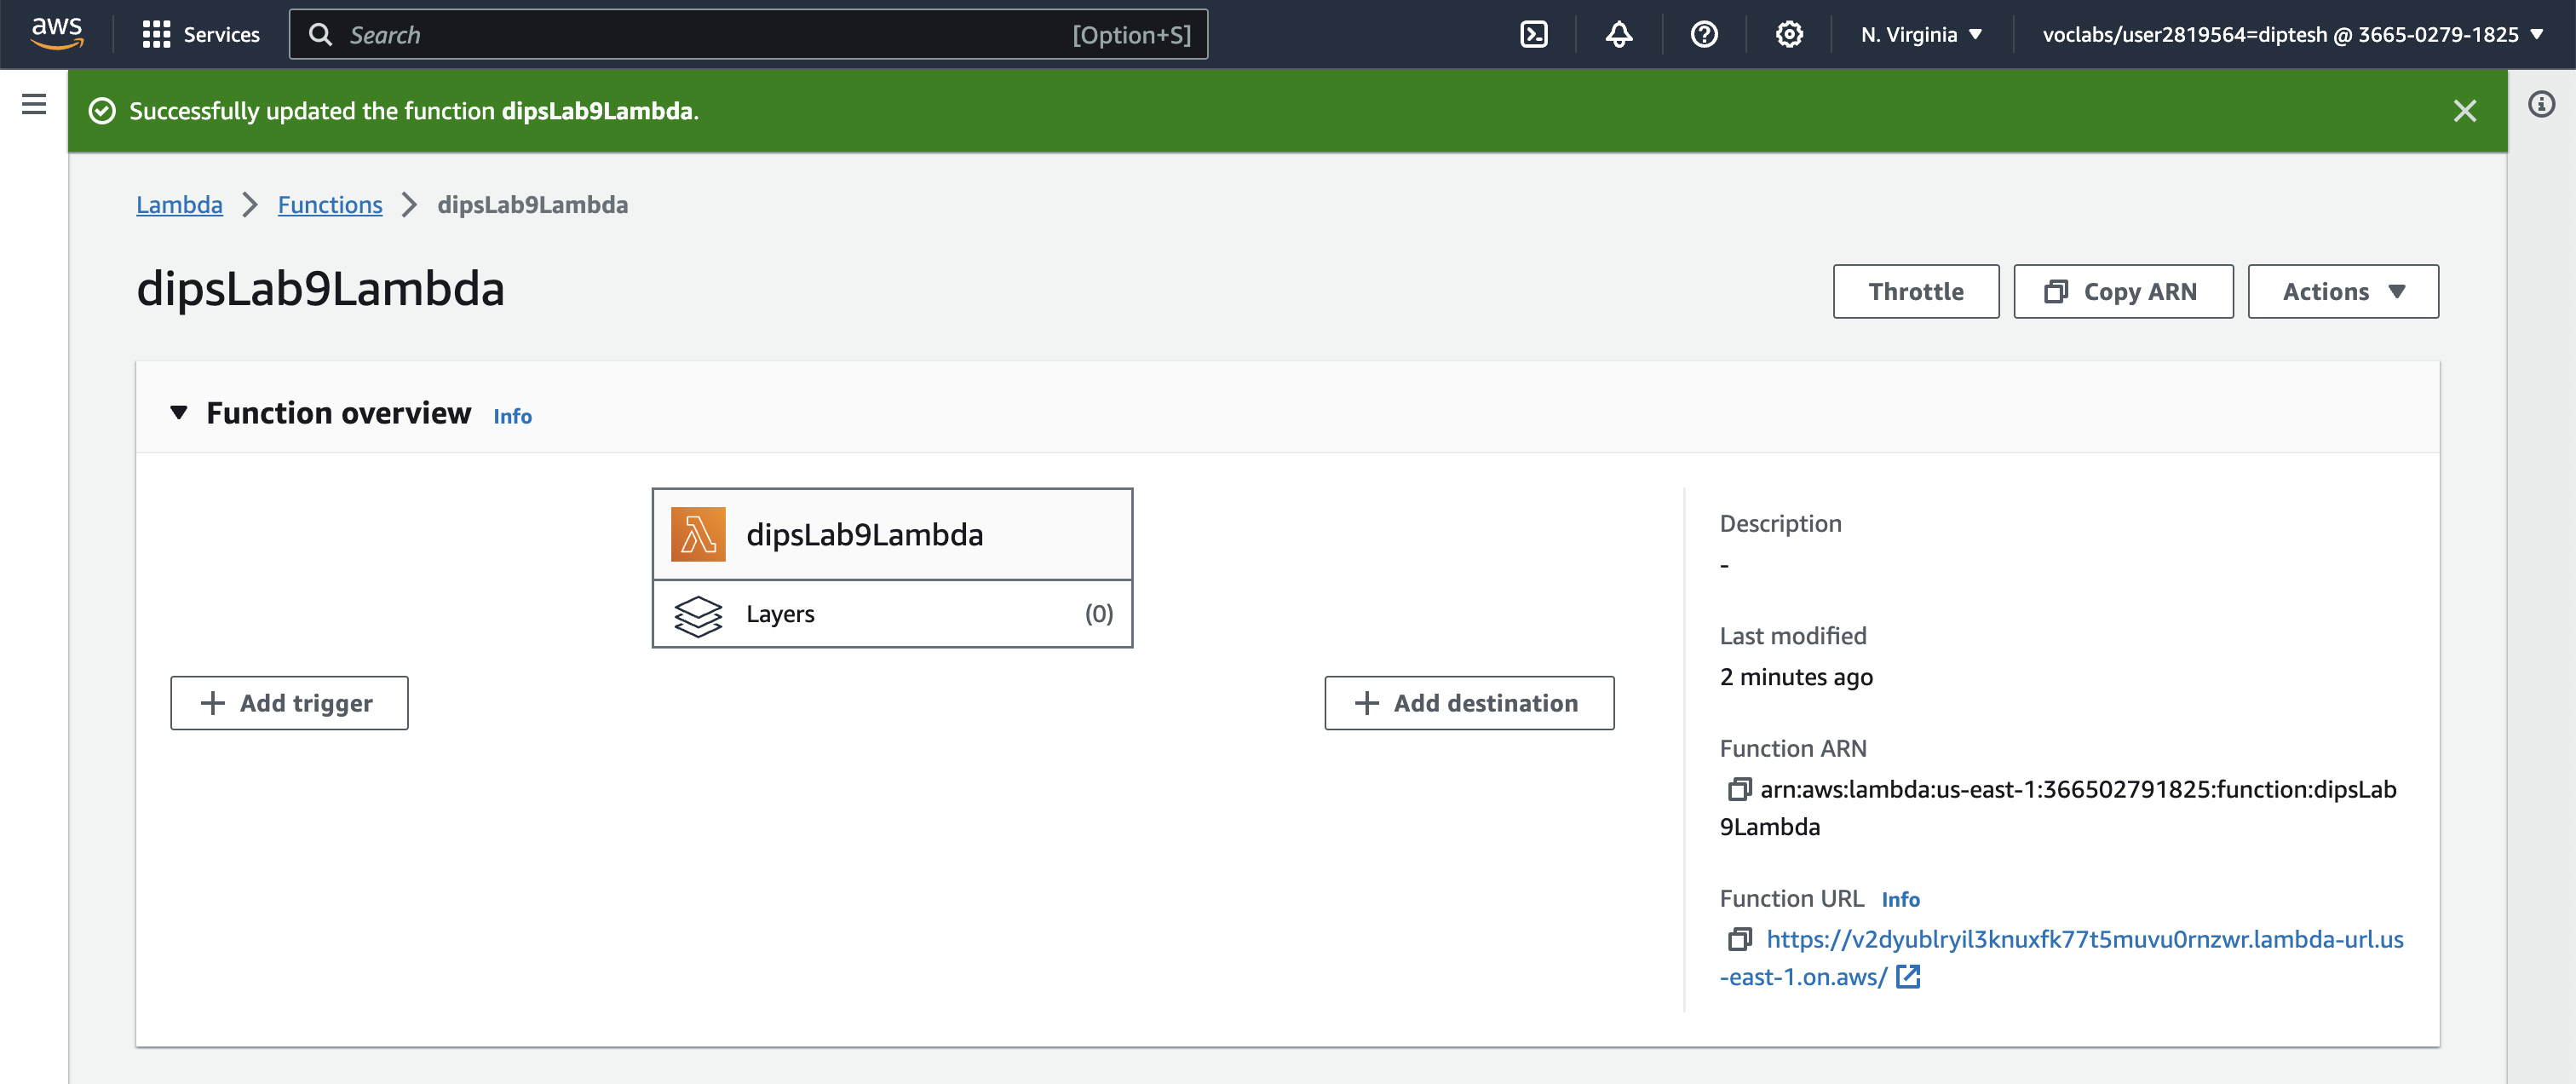 aws
Services
Search
[Option+S]
N. Virginia
voclabs/user2819564=diptesh @ 3665-0279-1825
Successfully updated the function dipsLab9Lambda.
Lambda
Functions
dipsLab9Lambda
dipsLab9Lambda
Throttle
Copy ARN
Actions
Function overview
Info
dipsLab9Lambda
Layers
(0)
Add trigger
Add destination
Description
-
Last modified
2 minutes ago
Function ARN
arn:aws:lambda:us-east-1:366502791825:function:dipsLab
9Lambda
Function URL Info
https://v2dyublryil3knuxfk77t5muvu0rnzwr.lambda-url.us
-east-1.on.aws/